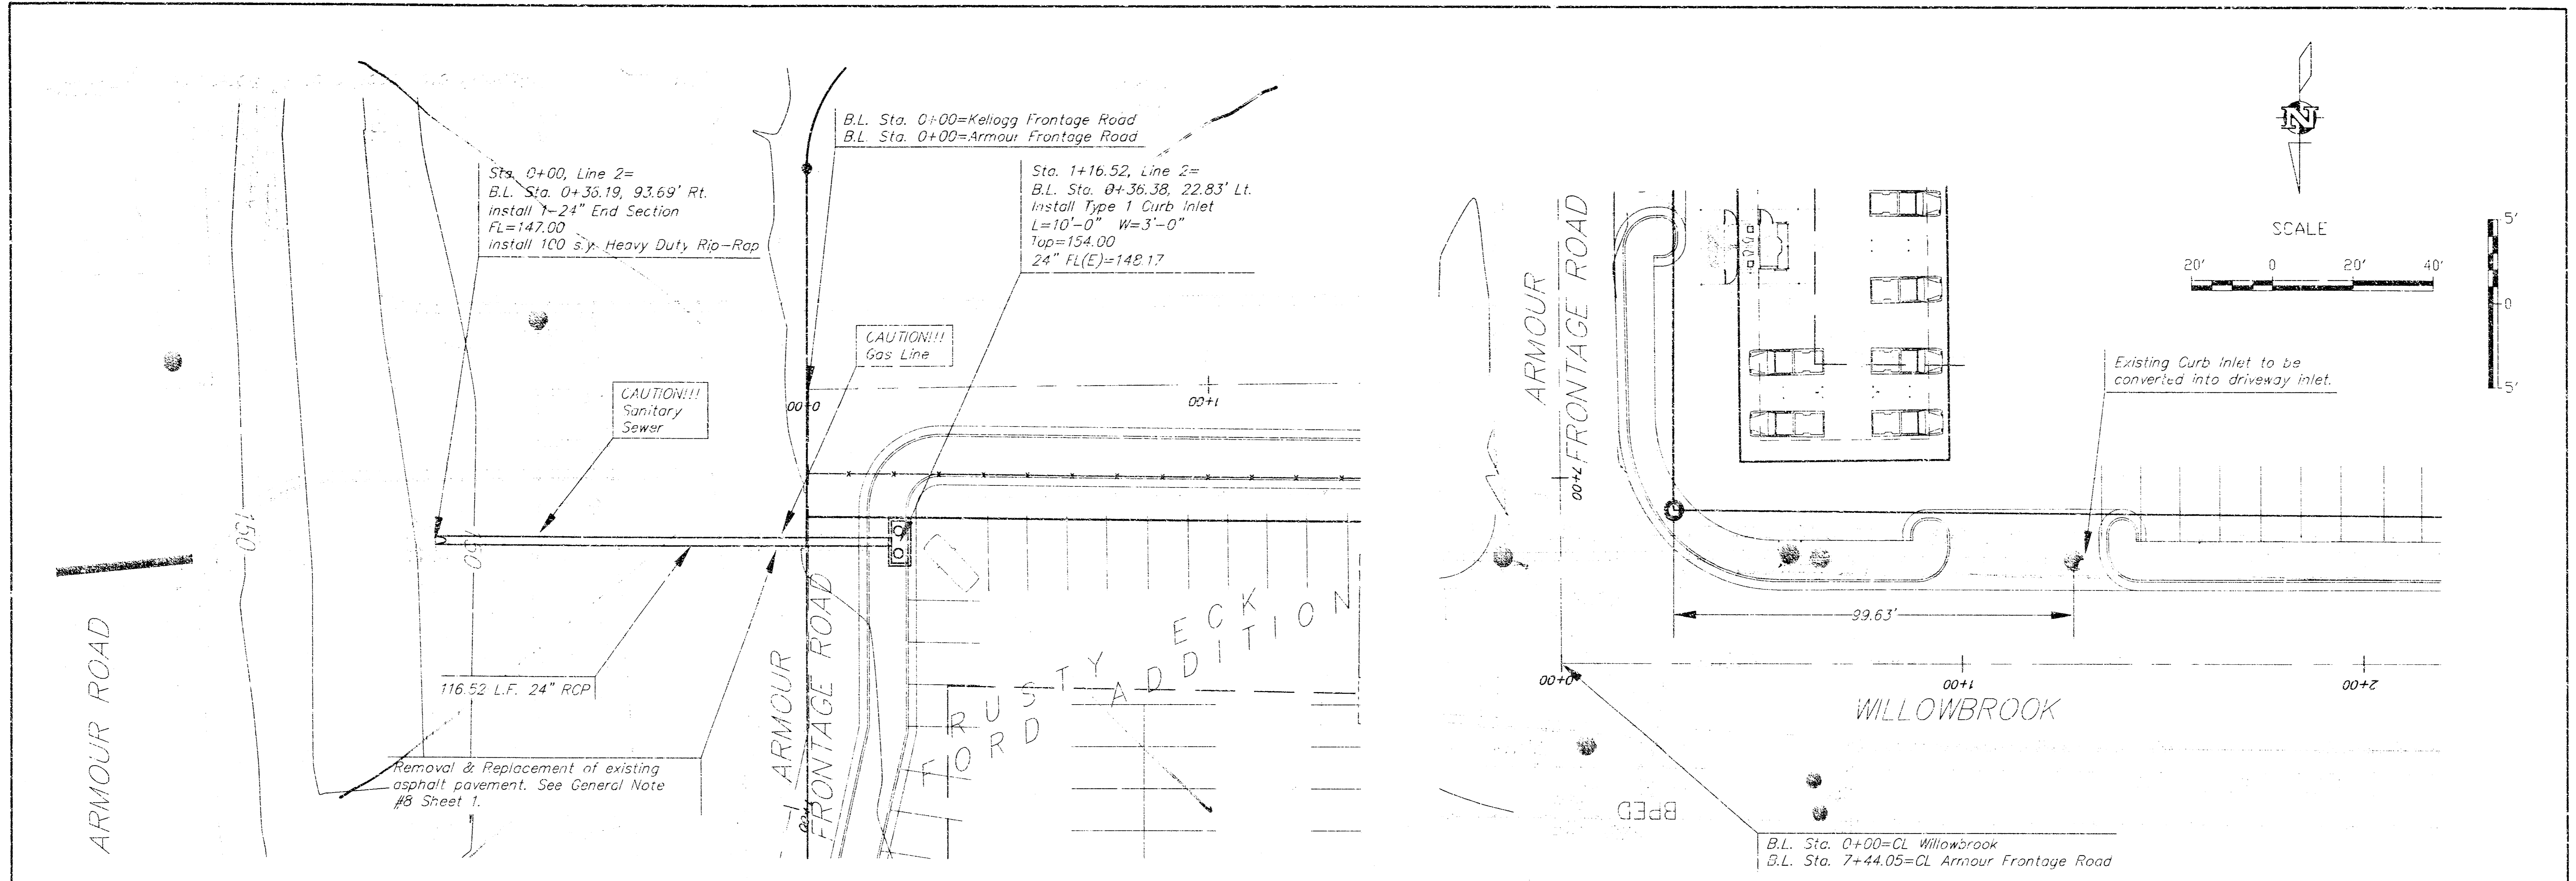 B.L. Sta. 0+00=Kellogg Frontage Road
B.L. Sta. 0+00=Armour Frontage Road
Sta. 0+00, Line 2=
B.L. Sta. 0+36.19, 93.69' Rt.
Install 1-24" End Section
FL=147.00
Install 100 s.y. Heavy Duty Rip-Rap
Sta. 1+16.52, Line 2=
B.L. Sta. 0+36.38, 22.83' Lt.
Install Type 1 Curb Inlet
L=10'-0" W=3'-0"
Top=154.00
24" FL(E)=148.17
CAUTION!!!
Gas Line
CAUTION!!!
Sanitary
Sewer
0+00
1+00
150
150
ARMOUR ROAD
116.52 L.F. 24" RCP
Removal & Replacement of existing
asphalt pavement. See General Note
#8 Sheet 1.
ARMOUR
FRONTAGE ROAD
RUSTY ECK
FORD ADDITION
N
SCALE
20' 0 20' 40'
5'
0
5'
ARMOUR
FRONTAGE ROAD
7+00
Existing Curb Inlet to be
converted into driveway inlet.
99.63'
0+00
1+00
2+00
WILLOWBROOK
BPED
B.L. Sta. 0+00=CL Willowbrook
B.L. Sta. 7+44.05=CL Armour Frontage Road